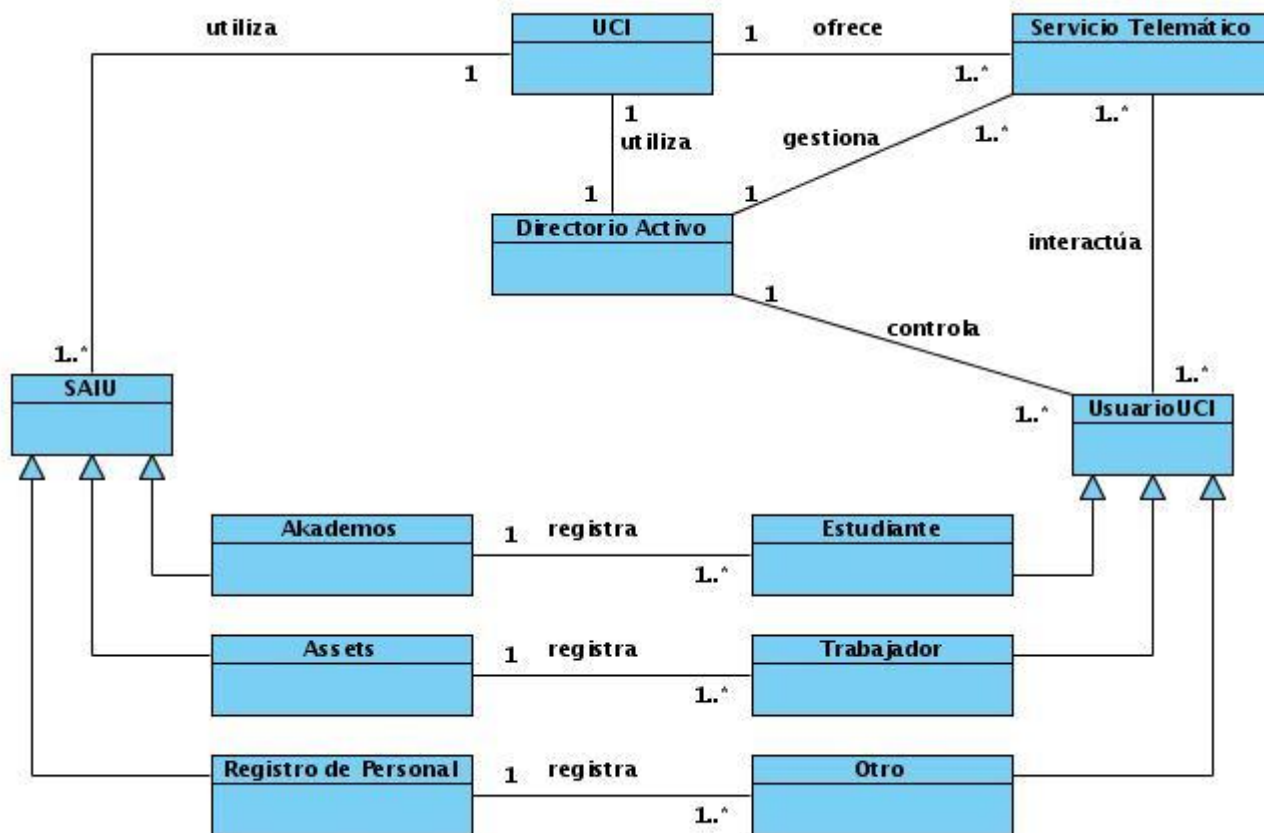 utiliza
UCI
1
ofrece
Servicio Telemático
1
1..*
1
utiliza
gestiona
1..*
1..*
1
1
Directorio Activo
interactúa
1
controla
1..*
SAIU
1..*
1..*
UsuarioUCI
Akademos
1
registra
1..*
Estudiante
Assets
1
registra
1..*
Trabajador
Registro de Personal
1
registra
1..*
Otro